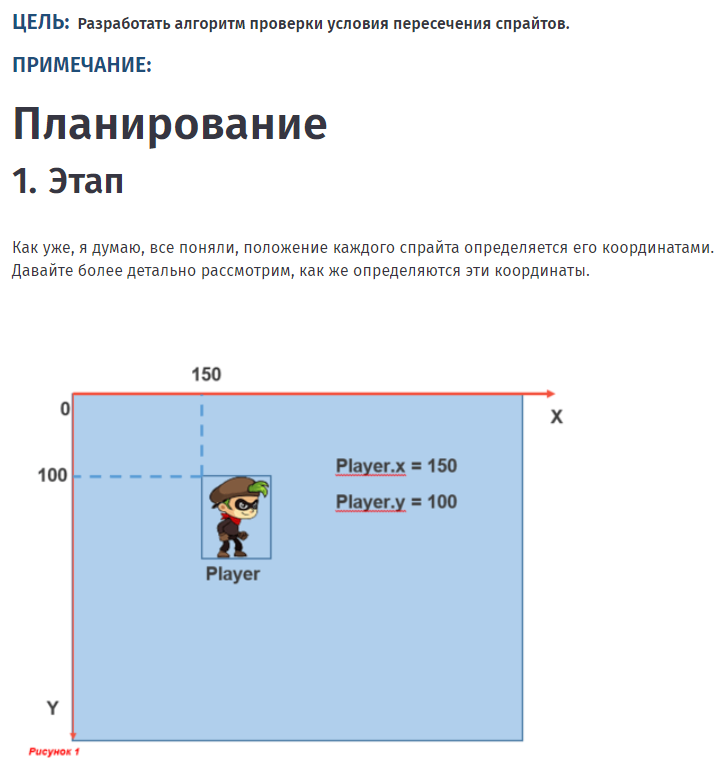 ЦЕЛЬ: Разработать алгоритм проверки условия пересечения спрайтов.
ПРИМЕЧАНИЕ:
Планирование
1. Этап
Как уже, я думаю, все поняли, положение каждого спрайта определяется его координатами.
Давайте более детально рассмотрим, как же определяются эти координаты.
150
0
X
100
Player.x = 150
Player.y = 100
Player
Y
Рисунок 1